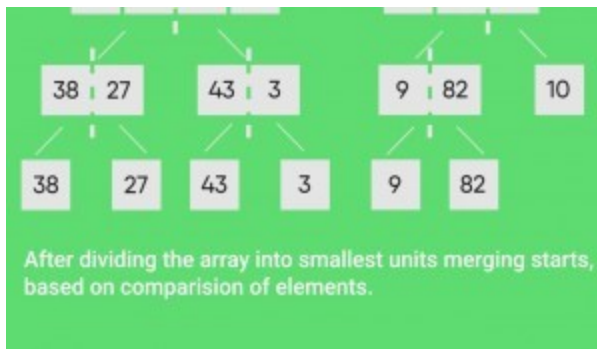 38 27 43 3 9 82 10
38 27 43 3 9 82
After dividing the array into smallest units merging starts,
based on comparision of elements.